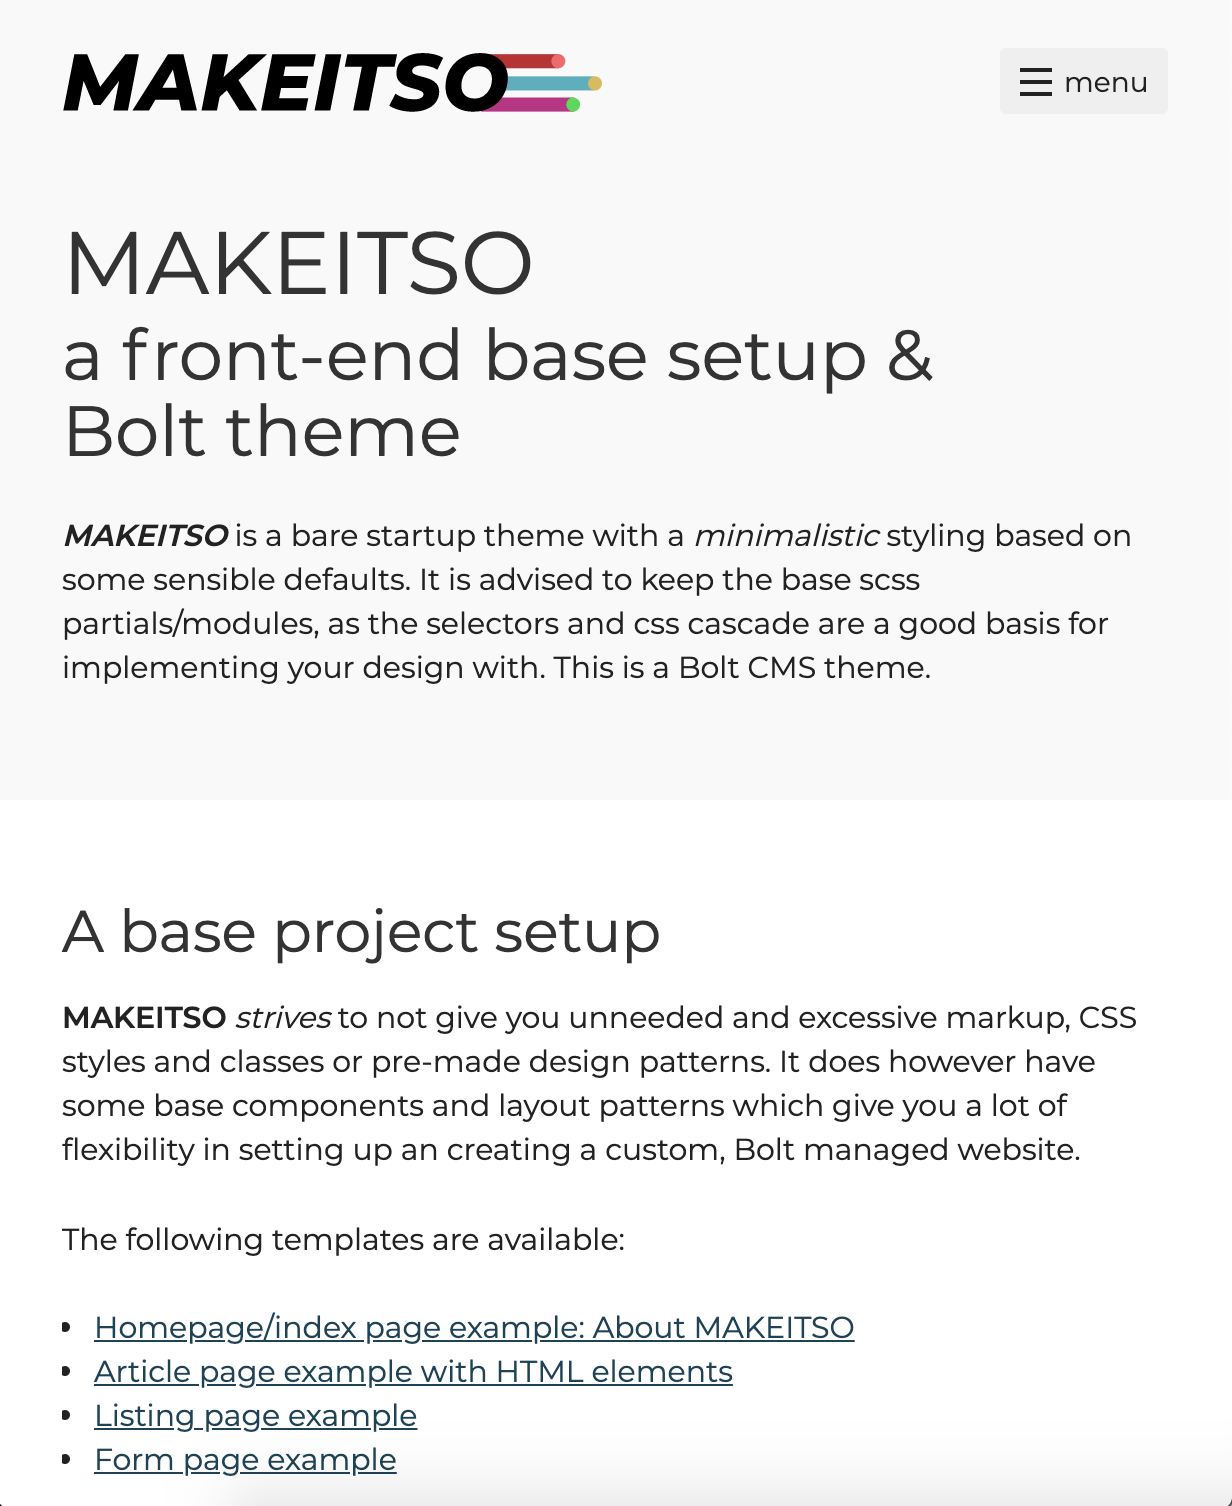 MAKEITSO
menu
MAKEITSO
a front-end base setup &
Bolt theme
MAKEITSO is a bare startup theme with a minimalistic styling based on
some sensible defaults. It is advised to keep the base scss
partials/modules, as the selectors and css cascade are a good basis for
implementing your design with. This is a Bolt CMS theme.
A base project setup
MAKEITSO strives to not give you unneeded and excessive markup, CSS
styles and classes or pre-made design patterns. It does however have
some base components and layout patterns which give you a lot of
flexibility in setting up an creating a custom, Bolt managed website.
The following templates are available:
• Homepage/index page example: About MAKEITSO
• Article page example with HTML elements
• Listing page example
• Form page example